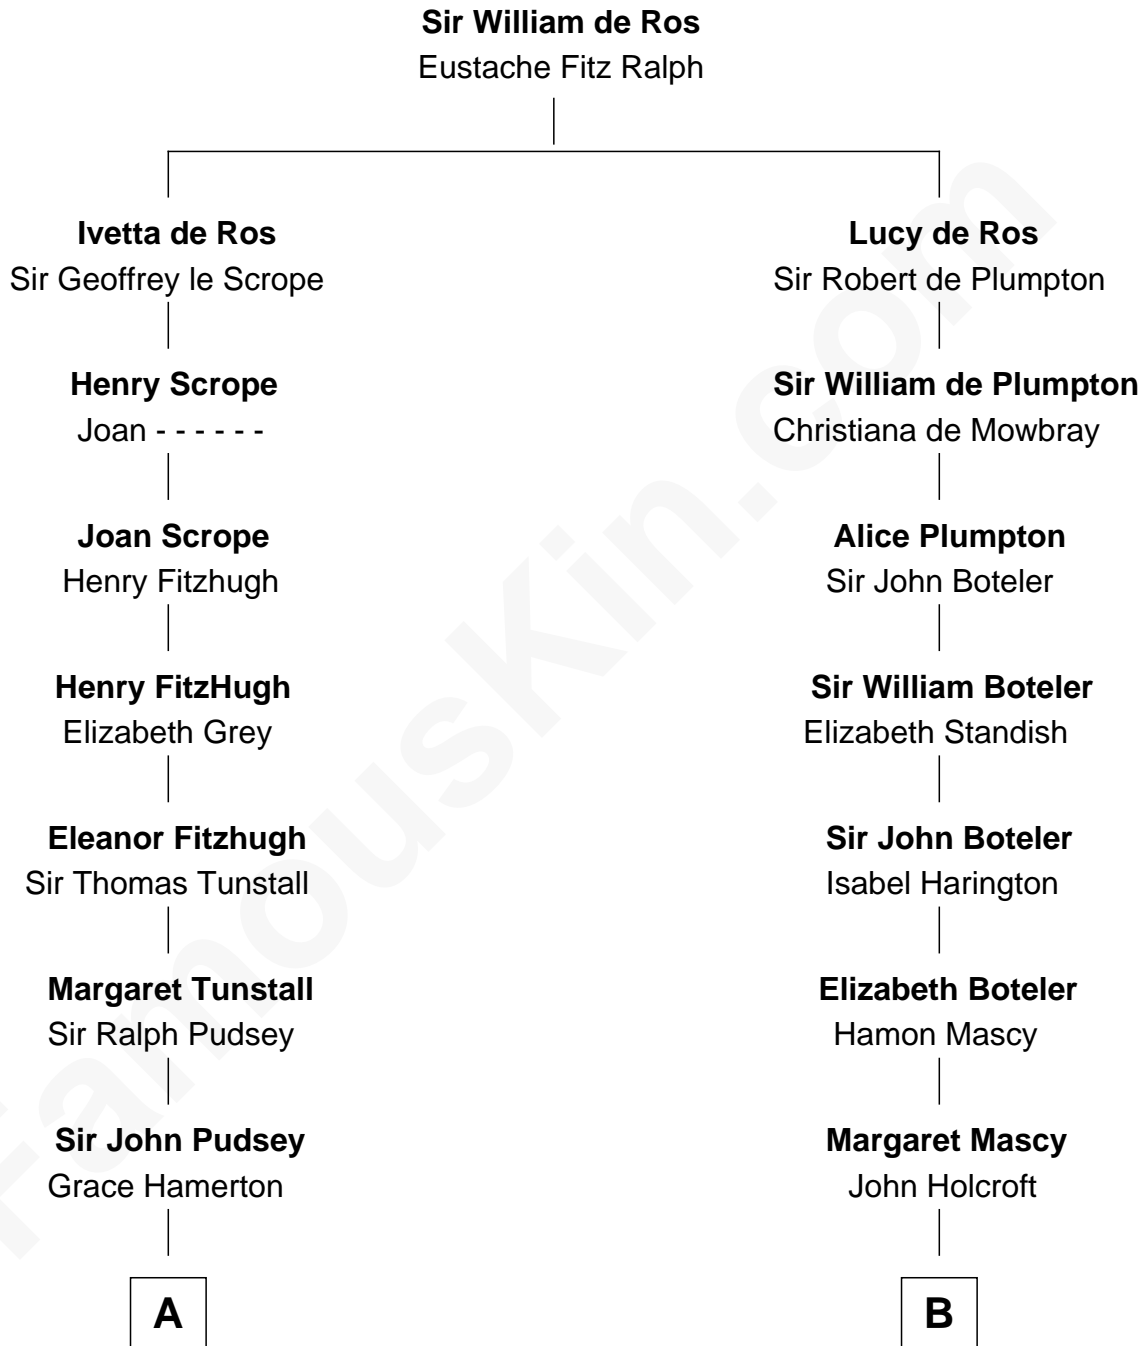 Sir William de Ros
Eustache Fitz Ralph
Ivetta de Ros
Sir Geoffrey le Scrope
Lucy de Ros
Sir Robert de Plumpton
Henry Scrope
Joan - - - - - -
Sir William de Plumpton
Christiana de Mowbray
Joan Scrope
Henry Fitzhugh
Alice Plumpton
Sir John Boteler
Henry FitzHugh
Elizabeth Grey
Sir William Boteler
Elizabeth Standish
Eleanor Fitzhugh
Sir Thomas Tunstall
Sir John Boteler
Isabel Harington
Margaret Tunstall
Sir Ralph Pudsey
Elizabeth Boteler
Hamon Mascy
Sir John Pudsey
Grace Hamerton
Margaret Mascy
John Holcroft
A
B
FamousKin.com